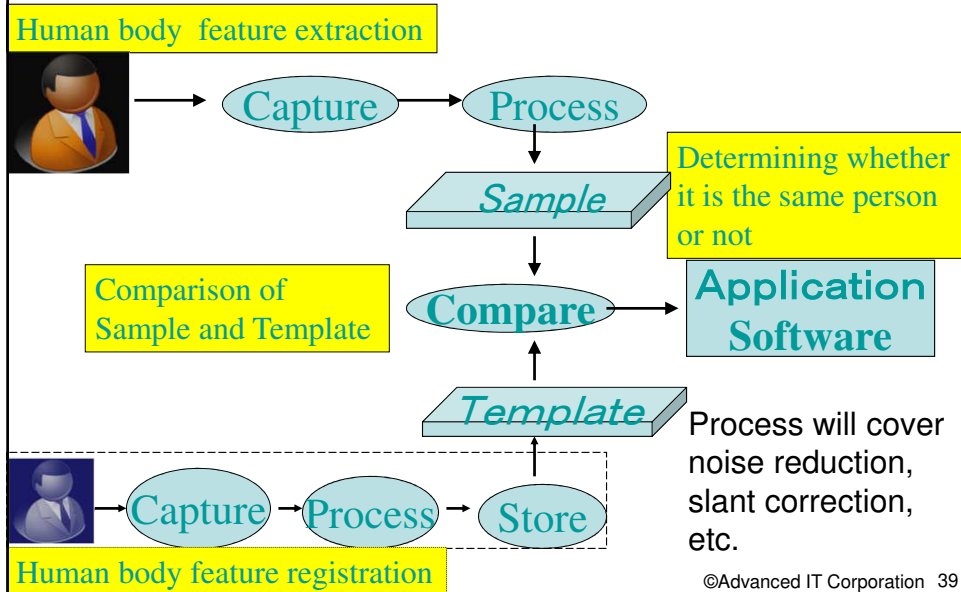 Human body feature extraction
Capture
Process
Sample
Determining whether
it is the same person
or not
Comparison of
Sample and Template
Compare
Application
Software
Template
Process will cover
noise reduction,
slant correction,
etc.
Capture
Process
Store
Human body feature registration
©Advanced IT Corporation 39